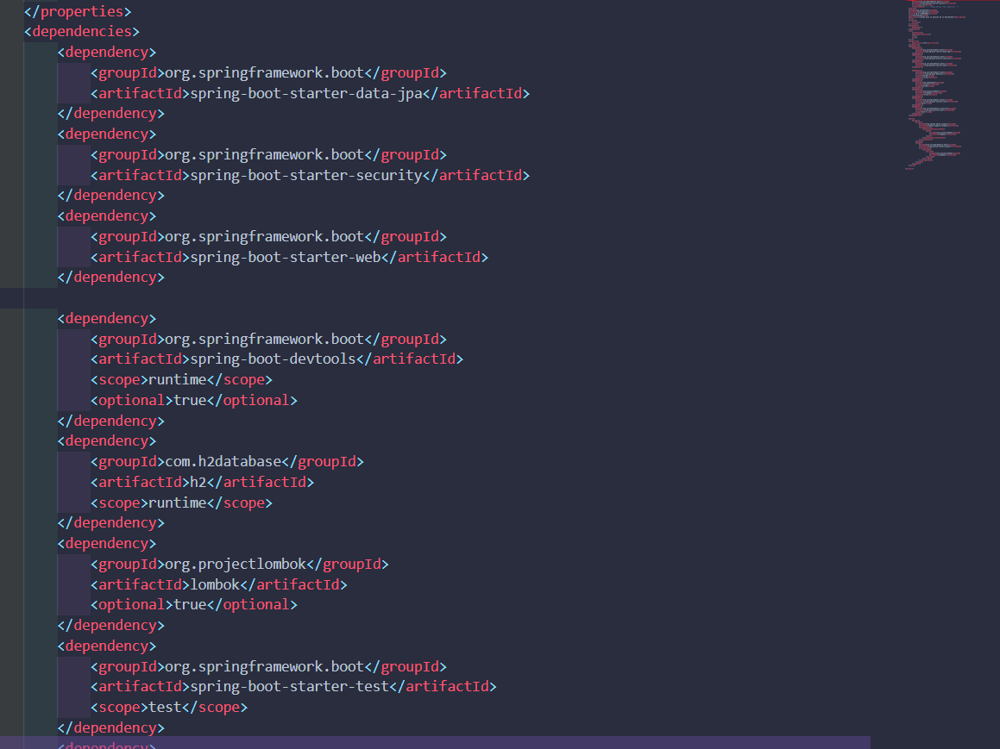 </properties>
<dependencies>
<dependency>
<groupId>org.springframework.boot</groupId>
<artifactId>spring-boot-starter-data-jpa</artifactId>
</dependency>
<dependency>
<groupId>org.springframework.boot</groupId>
<artifactId>spring-boot-starter-security</artifactId>
</dependency>
<dependency>
<groupId>org.springframework.boot</groupId>
<artifactId>spring-boot-starter-web</artifactId>
</dependency>
<dependency>
<groupId>org.springframework.boot</groupId>
<artifactId>spring-boot-devtools</artifactId>
<scope>runtime</scope>
<optional>true</optional>
</dependency>
<dependency>
<groupId>com.h2database</groupId>
<artifactId>h2</artifactId>
<scope>runtime</scope>
</dependency>
<dependency>
<groupId>org.projectlombok</groupId>
<artifactId>lombok</artifactId>
<optional>true</optional>
</dependency>
<dependency>
<groupId>org.springframework.boot</groupId>
<artifactId>spring-boot-starter-test</artifactId>
<scope>test</scope>
</dependency>
<dependency>